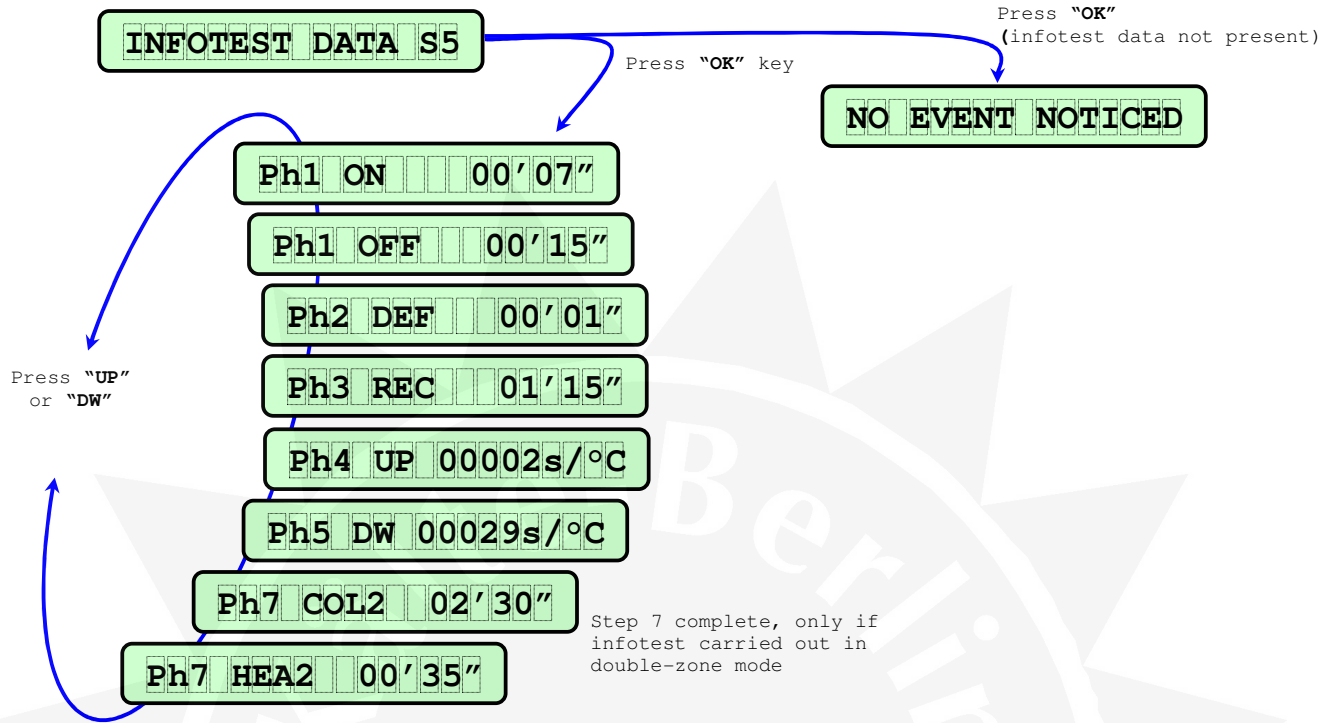 INFOTEST DATA S5
Press “OK”
(infotest data not present)
Press “OK” key
NO EVENT NOTICED
Ph1 ON 00’07”
Ph1 OFF 00’15”
Ph2 DEF 00’01”
Ph3 REC 01’15”
Press “UP”
or “DW”
Ph4 UP 00002s/°C
Ph5 DW 00029s/°C
Ph7 COL2 02’30”
Step 7 complete, only if
infotest carried out in
double-zone mode
Ph7 HEA2 00’35”
Berlin